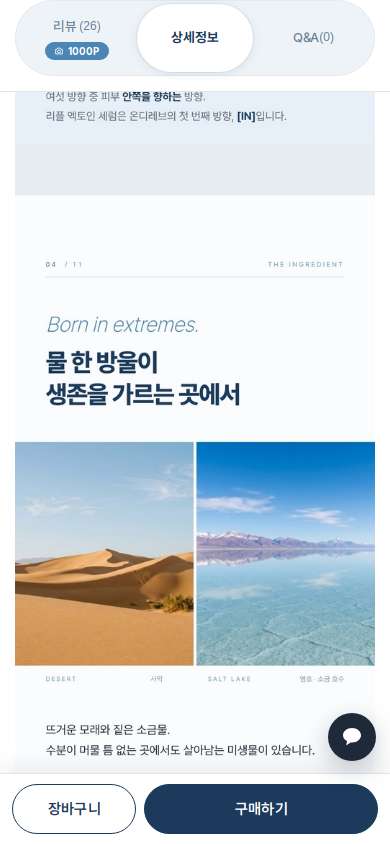 리뷰 (26)
1000P
상세정보
Q&A(0)
여섯 방향 중 피부 안쪽을 향하는 방향.
리플 엑토인 세럼은 온디레브의 첫 번째 방향, [IN]입니다.
04 / 11
THE INGREDIENT
Born in extremes.
물 한 방울이
생존을 가르는 곳에서
DESERT
사막
SALT LAKE
염호 · 소금 호수
뜨거운 모래와 짙은 소금물.
수분이 머물 틈 없는 곳에서도 살아남는 미생물이 있습니다.
장바구니
구매하기